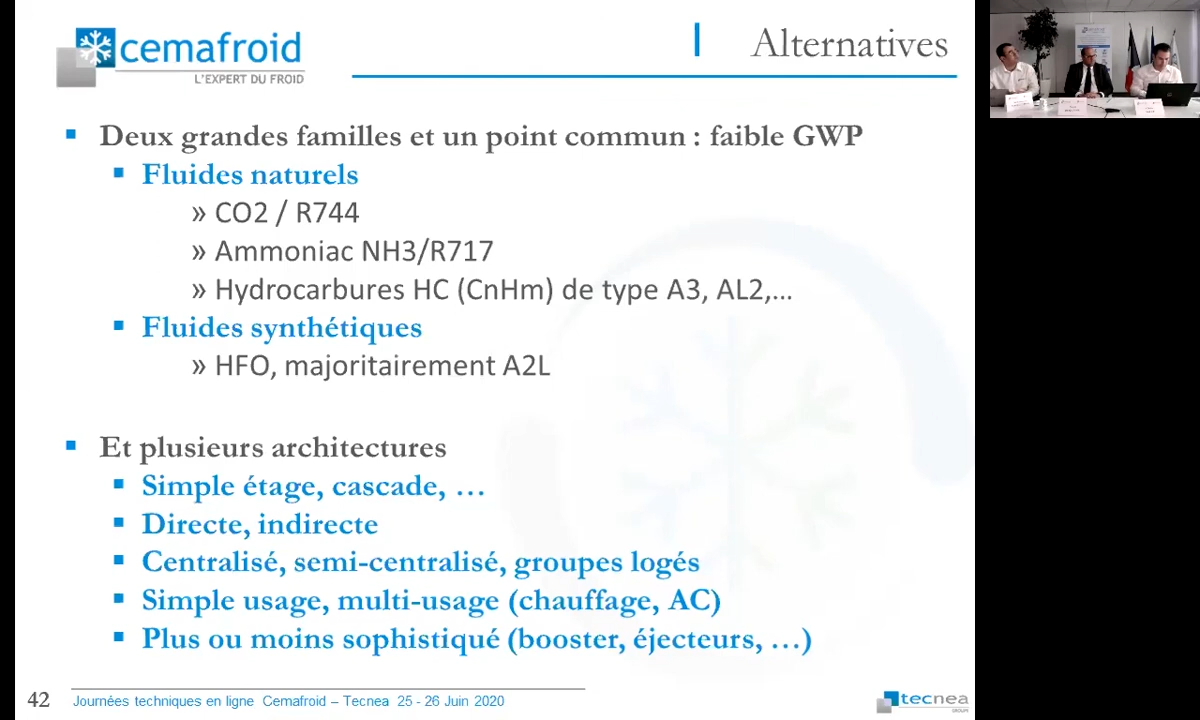 cemafroid
L'EXPERT DU FROID
Alternatives
Deux grandes familles et un point commun : faible GWP
Fluides naturels
» CO2 / R744
» Ammoniac NH3/R717
» Hydrocarbures HC (CnHm) de type A3, AL2,...
Fluides synthétiques
» HFO, majoritairement A2L
Et plusieurs architectures
Simple étage, cascade, …
Directe, indirecte
Centralisé, semi-centralisé, groupes logés
Simple usage, multi-usage (chauffage, AC)
Plus ou moins sophistiqué (booster, éjecteurs, …)
42
Journées techniques en ligne Cemafroid – Tecnea 25 - 26 Juin 2020
tecnea
GROUPE